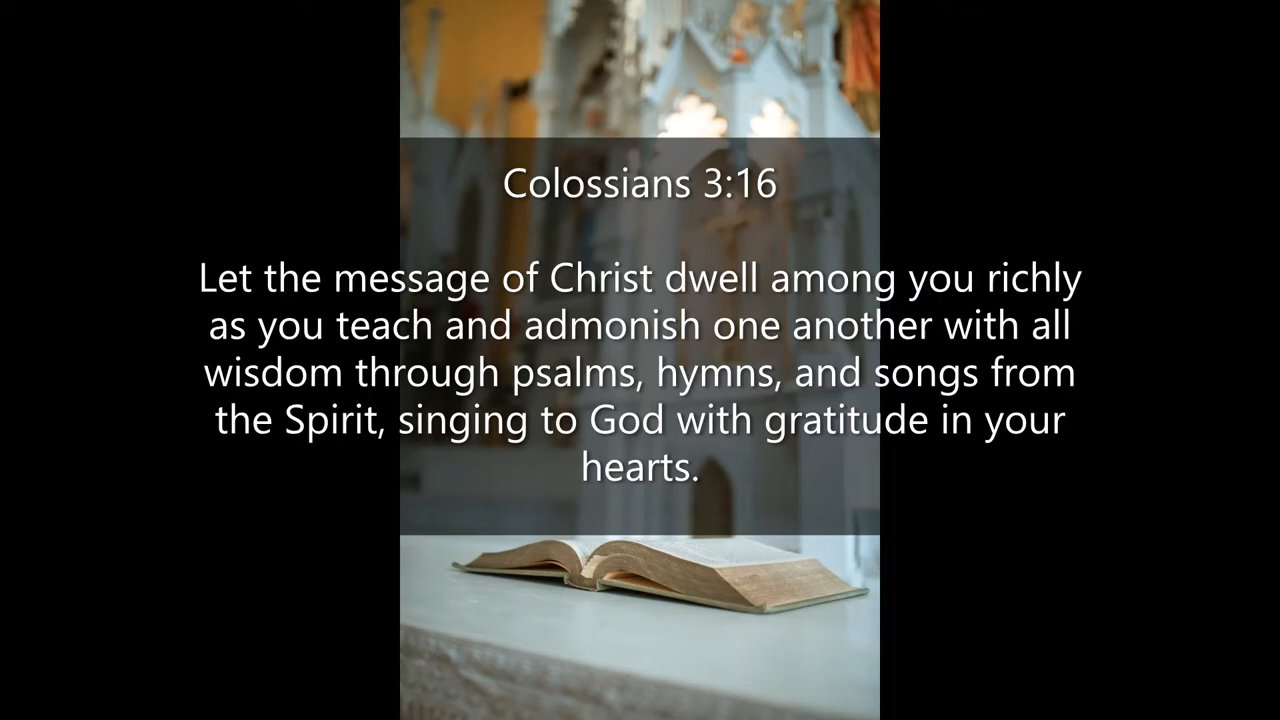 Colossians 3:16
Let the message of Christ dwell among you richly
as you teach and admonish one another with all
wisdom through psalms, hymns, and songs from
the Spirit, singing to God with gratitude in your
hearts.